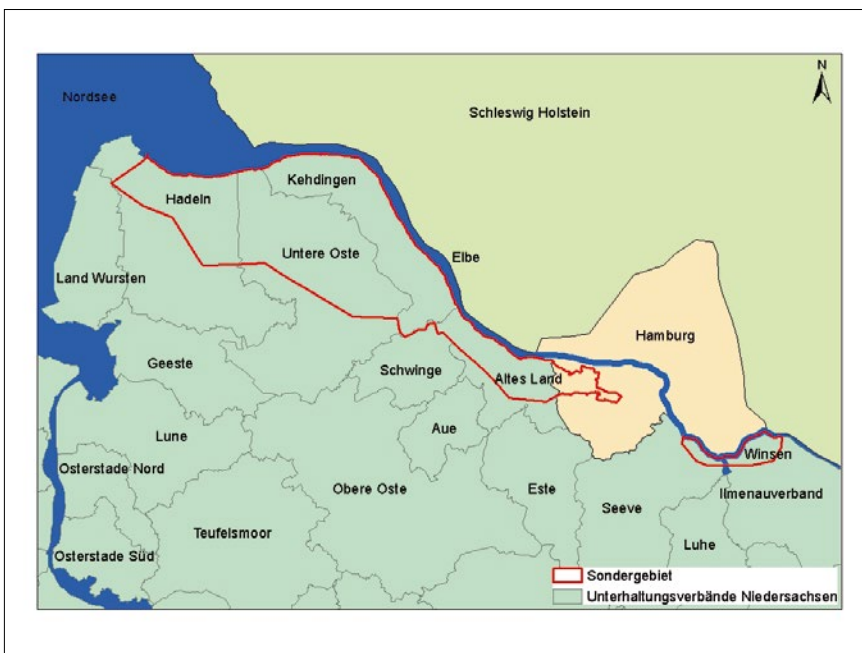 N
Nordsee
Schleswig Holstein
Kehdingen
Hadeln
Untere Oste
Elbe
Land Wursten
Hamburg
Geeste
Schwinge
Altes Land
Aue
Lune
Winsen
Osterstade Nord
Obere Oste
Este
Ilmenauverband
Seeve
Teufelsmoor
Luhe
Osterstade Süd
Sondergebiet
Unterhaltungsverbände Niedersachsen